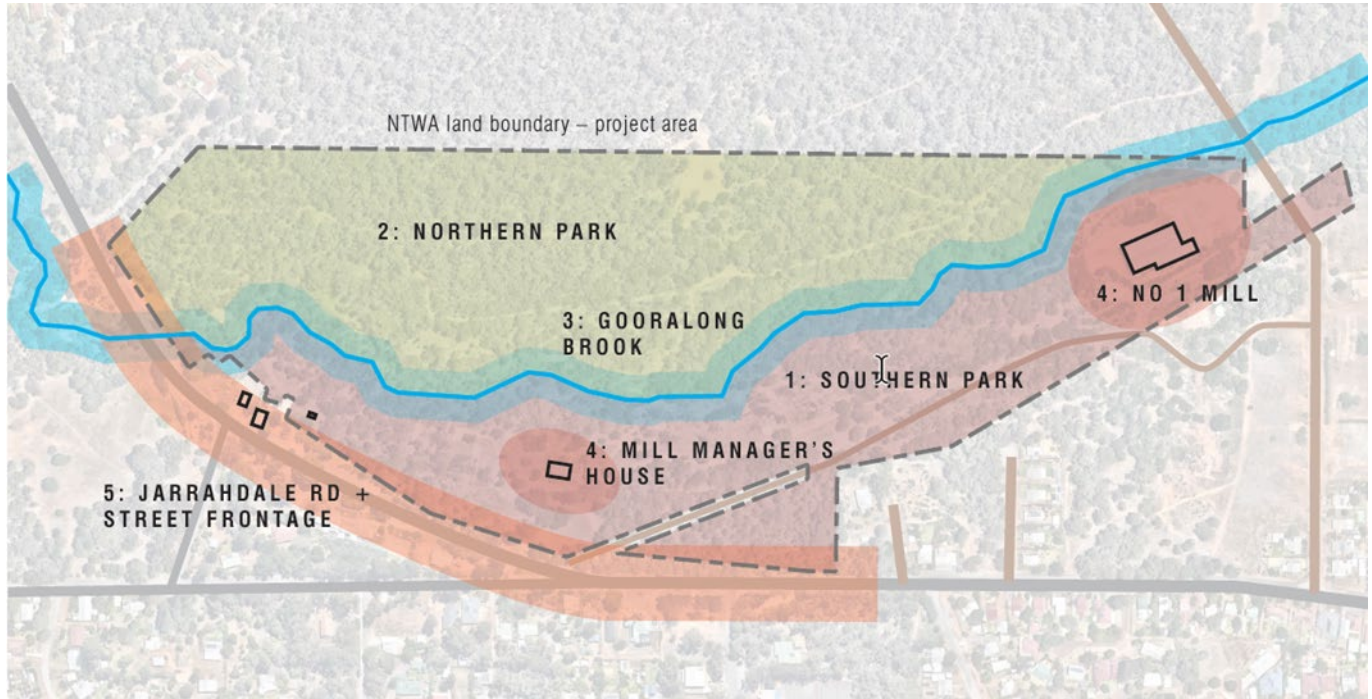 NTWA land boundary – project area
2: NORTHERN PARK
4: NO 1 MILL
3: GOORALONG
BROOK
1: SOUTHERN PARK
4: MILL MANAGER'S
HOUSE
5: JARRAHDALE RD +
STREET FRONTAGE